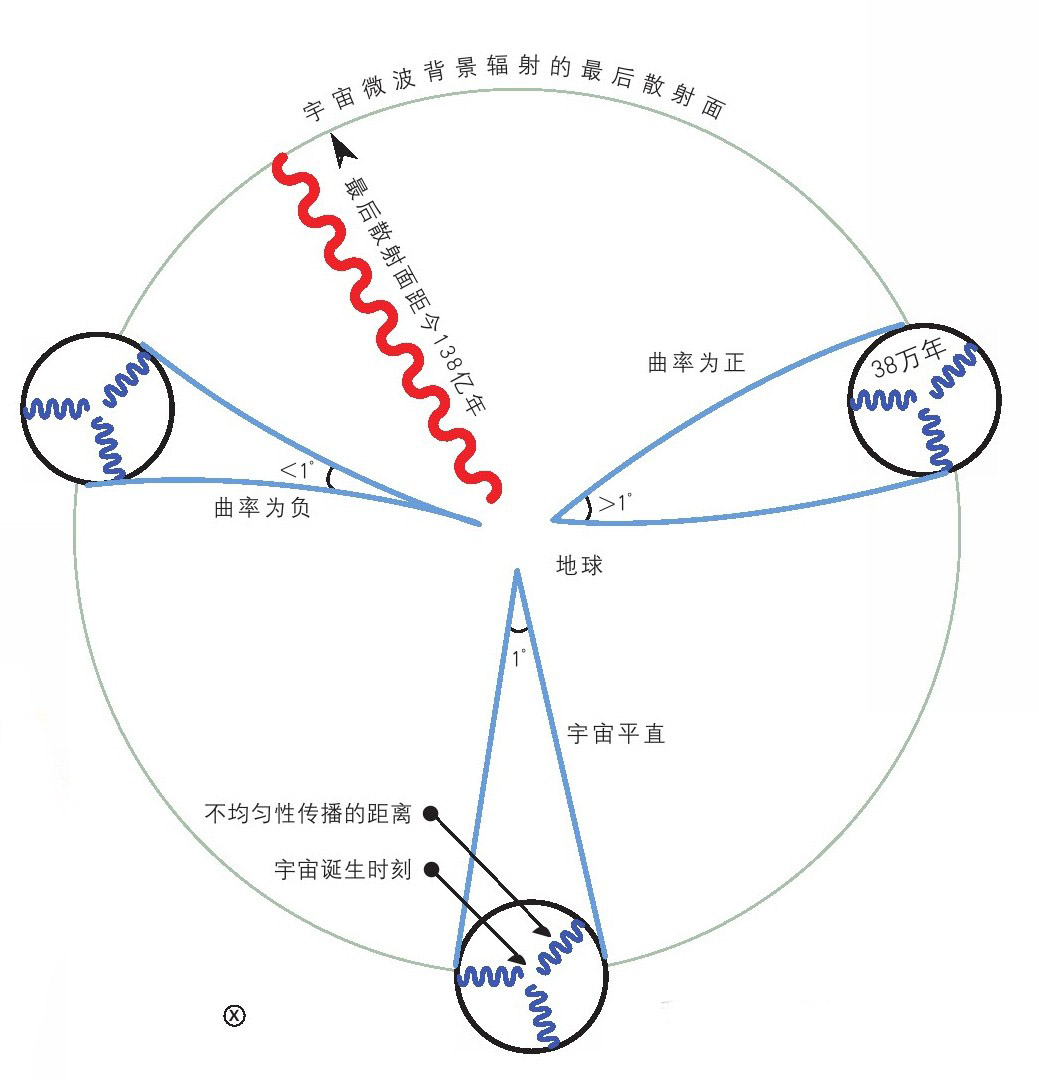 宇宙微波背景辐射的最后散射面
最后散射面距今138亿年
曲率为正
38万年
<1°
曲率为负
>1°
地球
1°
宇宙平直
不均匀性传播的距离
宇宙诞生时刻
X